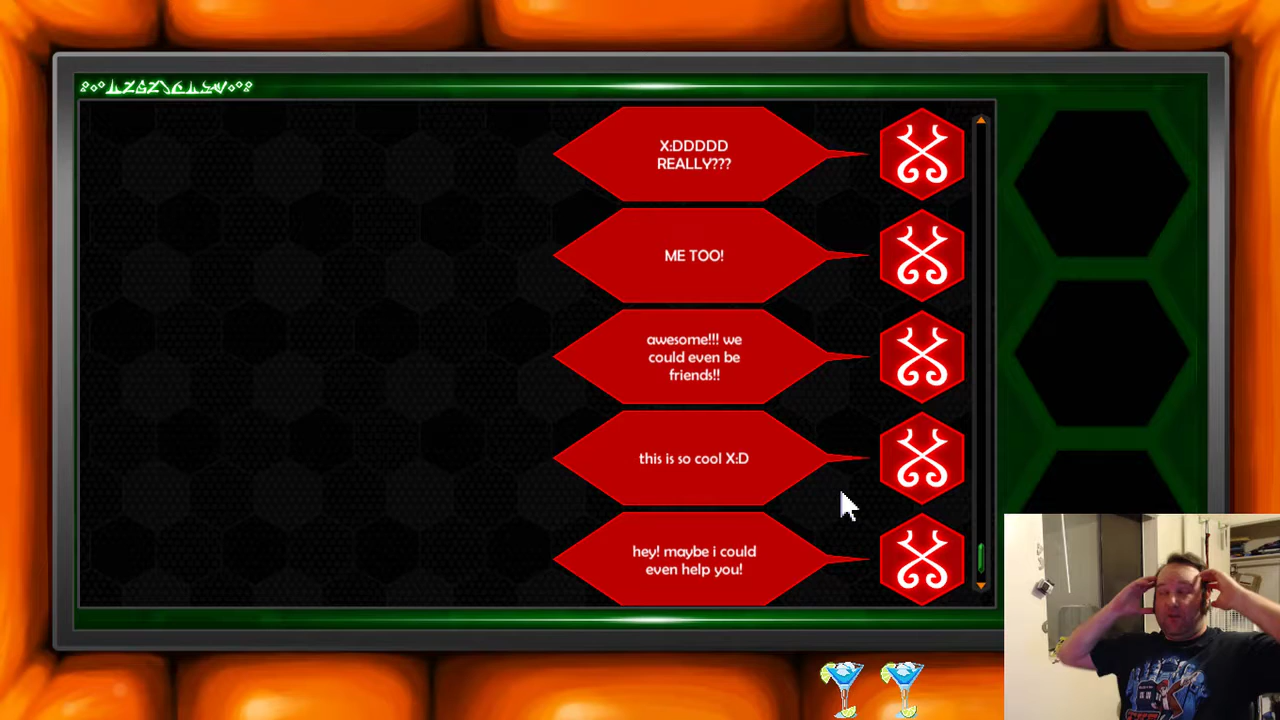 X:DDDDD
REALLY???
ME TOO!
awesome!!! we
could even be
friends!!
this is so cool X:D
hey! maybe i could
even help you!